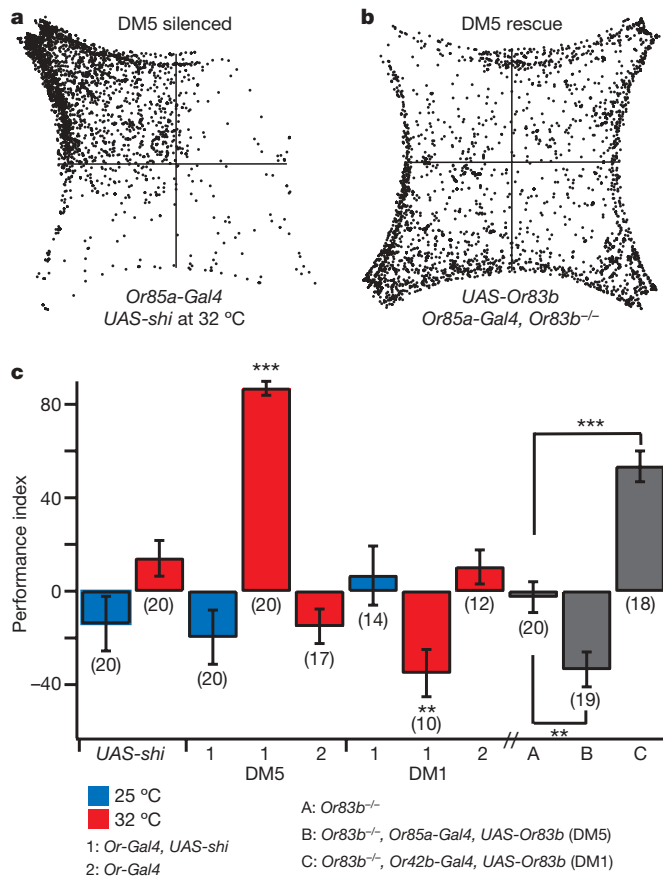 a
DM5 silenced
Or85a-Gal4
UAS-shi at 32 ºC
b
DM5 rescue
UAS-Or83b
Or85a-Gal4, Or83b–/–
c
Performance index
80
40
0
–40
(20)
(20)
(20)
***
(20)
(17)
(14)
**
(10)
(12)
(20)
(19)
(18)
***
**
UAS-shi 1 1 2 1 1 2 A B C
DM5 DM1
25 ºC
32 ºC
1: Or-Gal4, UAS-shi
2: Or-Gal4
A: Or83b–/–
B: Or83b–/–, Or85a-Gal4, UAS-Or83b (DM5)
C: Or83b–/–, Or42b-Gal4, UAS-Or83b (DM1)